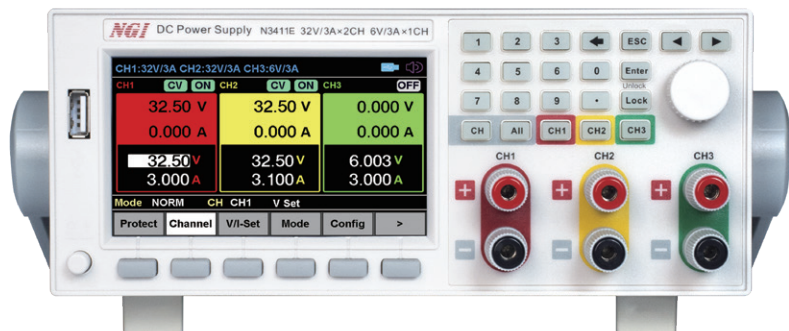 NGI DC Power Supply N3411E 32V/3A×2CH 6V/3A×1CH
CH1:32V/3A CH2:32V/3A CH3:6V/3A
CH1 CV ON CH2 CV ON CH3 OFF
32.50 V 32.50 V 0.000 V
0.000 A 0.000 A 0.000 A
32.50 V 32.50 V 6.003 V
3.000 A 3.100 A 3.000 A
Mode NORM CH CH1 V Set
Protect Channel V/I-Set Mode Config >
1 2 3 ESC
4 5 6 0 Enter
Unlock
7 8 9 . Lock
CH All CH1 CH2 CH3
CH1 CH2 CH3
+ + +
− − −